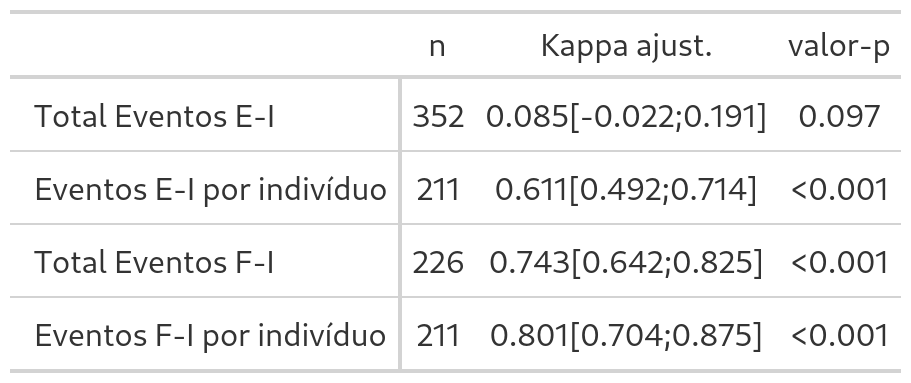 n Kappa ajust. valor-p
Total Eventos E-I 352 0.085[-0.022;0.191] 0.097
Eventos E-I por indivíduo 211 0.611[0.492;0.714] <0.001
Total Eventos F-I 226 0.743[0.642;0.825] <0.001
Eventos F-I por indivíduo 211 0.801[0.704;0.875] <0.001